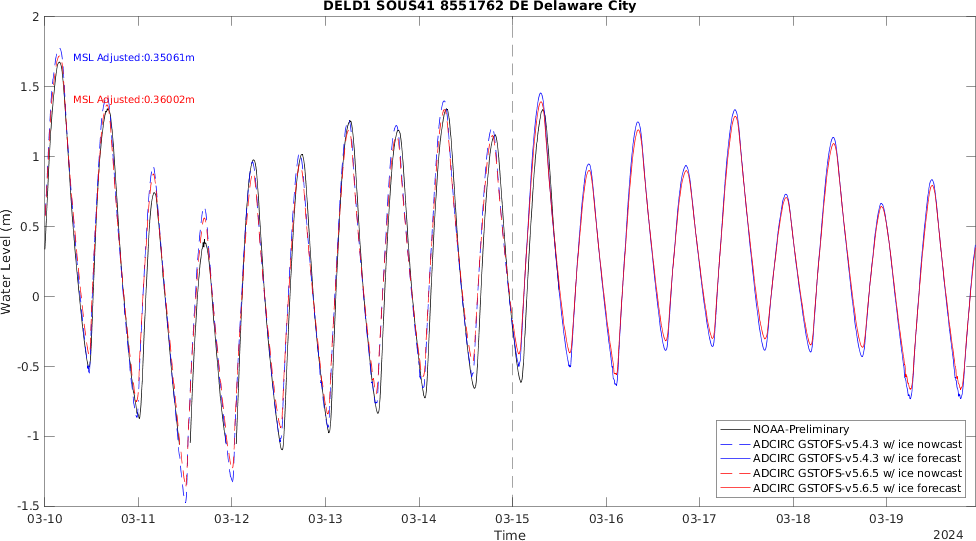 DELD1 SOUS41 8551762 DE Delaware City
2
1.5
1
0.5
0
-0.5
-1
-1.5
Water Level (m)
MSL Adjusted:0.35061m
MSL Adjusted:0.36002m
NOAA-Preliminary
ADCIRC GSTOFS-v5.4.3 w/ ice nowcast
ADCIRC GSTOFS-v5.4.3 w/ ice forecast
ADCIRC GSTOFS-v5.6.5 w/ ice nowcast
ADCIRC GSTOFS-v5.6.5 w/ ice forecast
03-10 03-11 03-12 03-13 03-14 03-15 03-16 03-17 03-18 03-19
Time
2024